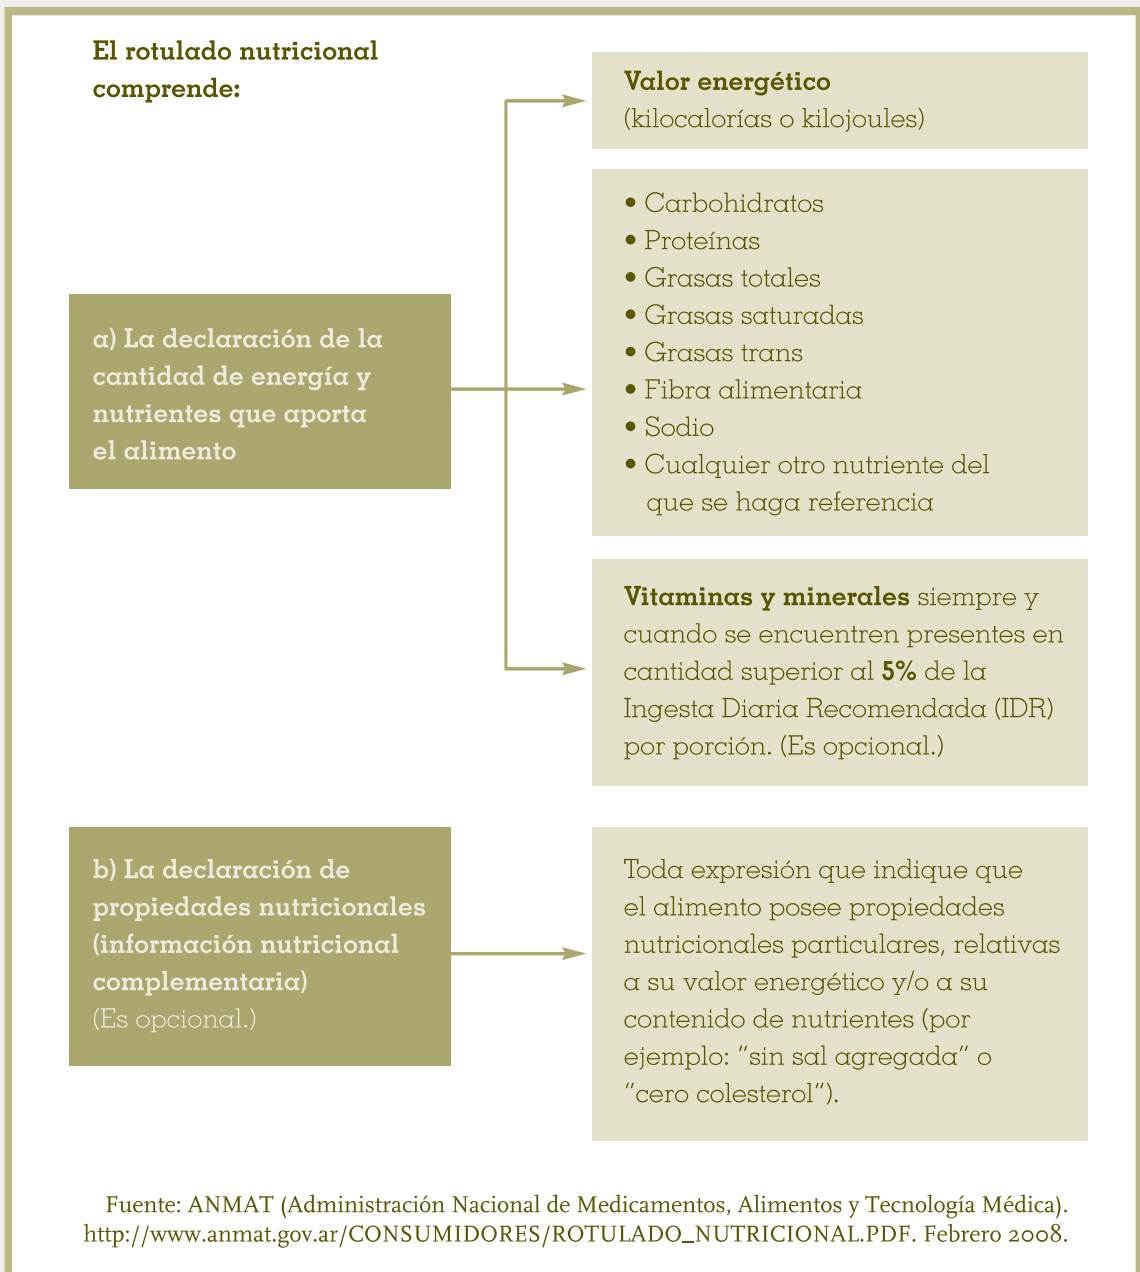 El rotulado nutricional
comprende:
a) La declaración de la
cantidad de energía y
nutrientes que aporta
el alimento
Valor energético
(kilocalorías o kilojoules)
• Carbohidratos
• Proteínas
• Grasas totales
• Grasas saturadas
• Grasas trans
• Fibra alimentaria
• Sodio
• Cualquier otro nutriente del
que se haga referencia
Vitaminas y minerales siempre y
cuando se encuentren presentes en
cantidad superior al 5% de la
Ingesta Diaria Recomendada (IDR)
por porción. (Es opcional.)
b) La declaración de
propiedades nutricionales
(información nutricional
complementaria)
(Es opcional.)
Toda expresión que indique que
el alimento posee propiedades
nutricionales particulares, relativas
a su valor energético y/o a su
contenido de nutrientes (por
ejemplo: “sin sal agregada” o
“cero colesterol”).
Fuente: ANMAT (Administración Nacional de Medicamentos, Alimentos y Tecnología Médica).
http://www.anmat.gov.ar/CONSUMIDORES/ROTULADO_NUTRICIONAL.PDF. Febrero 2008.